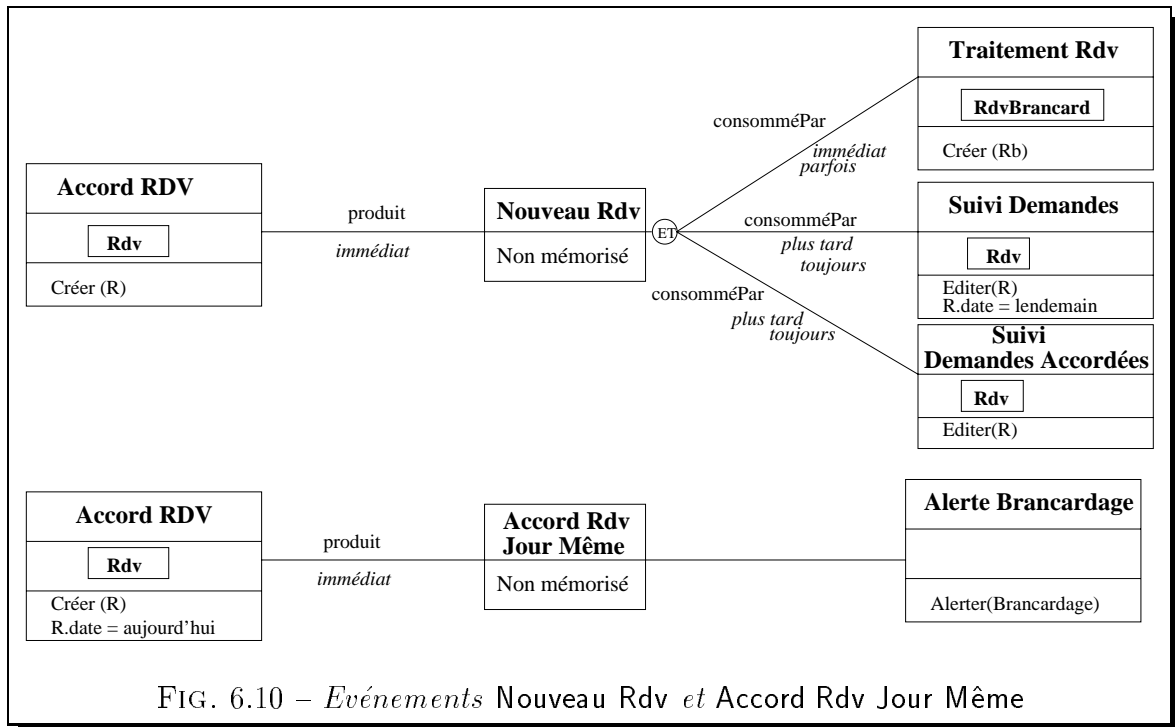 Traitement Rdv
RdvBrancard
Créer (Rb)
consomméPar
immédiat
parfois
Accord RDV
Rdv
Créer (R)
produit
immédiat
Nouveau Rdv
Non mémorisé
ET
consomméPar
plus tard
toujours
Suivi Demandes
Rdv
Editer(R)
R.date = lendemain
consomméPar
plus tard
toujours
Suivi
Demandes Accordées
Rdv
Editer(R)
Accord RDV
Rdv
Créer (R)
R.date = aujourd'hui
produit
immédiat
Accord Rdv
Jour Même
Non mémorisé
Alerte Brancardage
Alerter(Brancardage)
FIG. 6.10 – Evénements Nouveau Rdv et Accord Rdv Jour Même